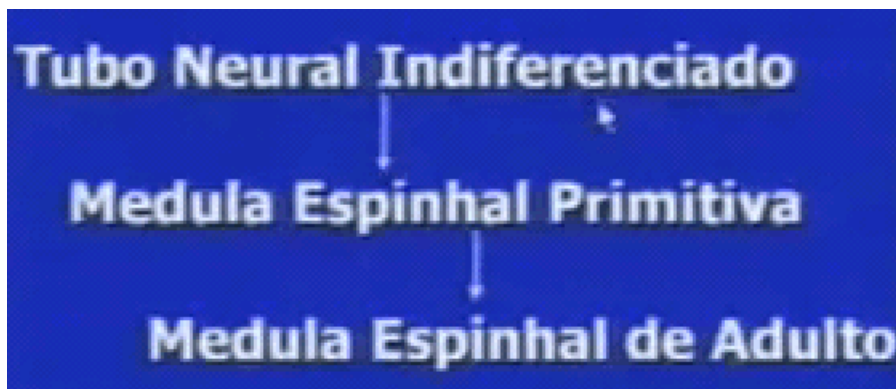 Tubo Neural Indiferenciado
Medula Espinhal Primitiva
Medula Espinhal de Adulto